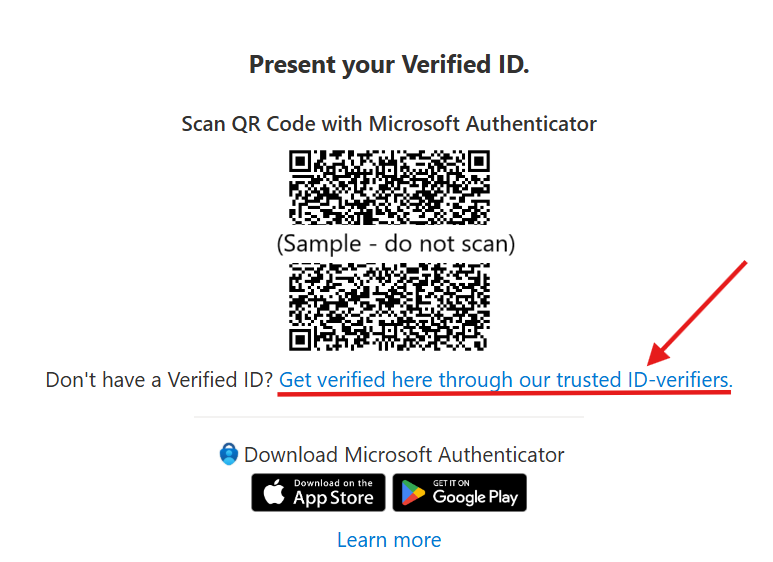 Present your Verified ID.
Scan QR Code with Microsoft Authenticator
(Sample - do not scan)
Don't have a Verified ID? Get verified here through our trusted ID-verifiers.
Download Microsoft Authenticator
Download on the App Store
GET IT ON Google Play
Learn more